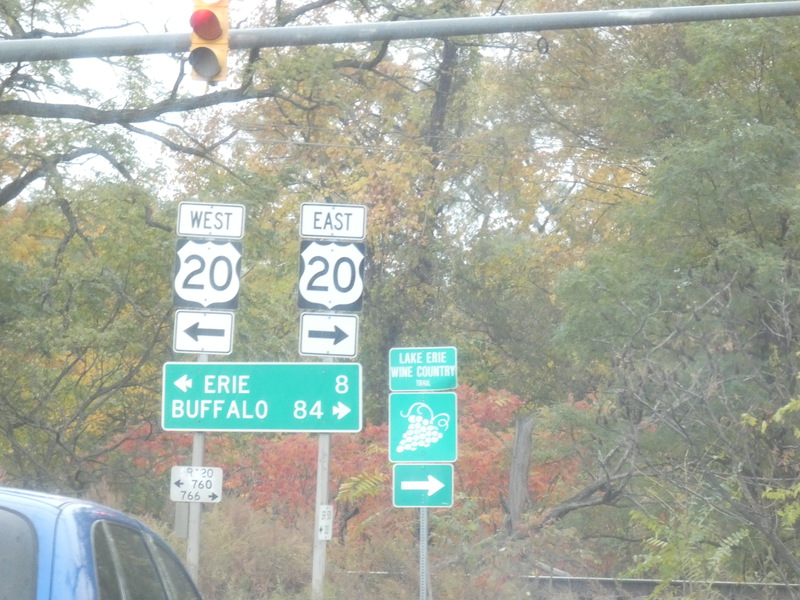 WEST
20
EAST
20
ERIE 8
BUFFALO 84
LAKE ERIE
WINE COUNTRY
TRAIL
760
766